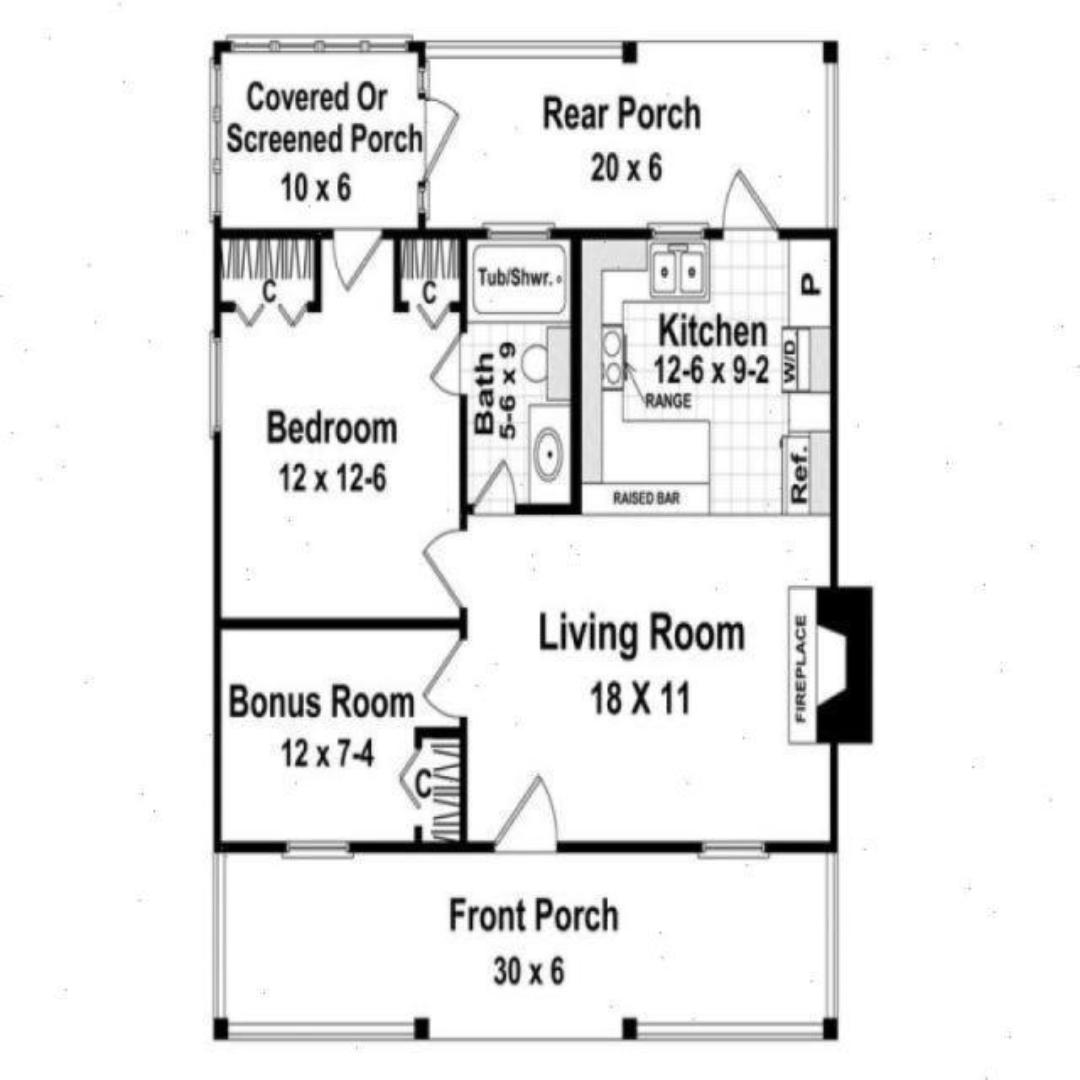 Covered Or
Screened Porch
10 x 6
Rear Porch
20 x 6
C
C
Tub/Shwr.
P
Kitchen
12-6 x 9-2
W/D
RANGE
Bath
5-6 x 9
Bedroom
12 x 12-6
Ref.
RAISED BAR
Living Room
18 X 11
FIREPLACE
Bonus Room
12 x 7-4
C
Front Porch
30 x 6